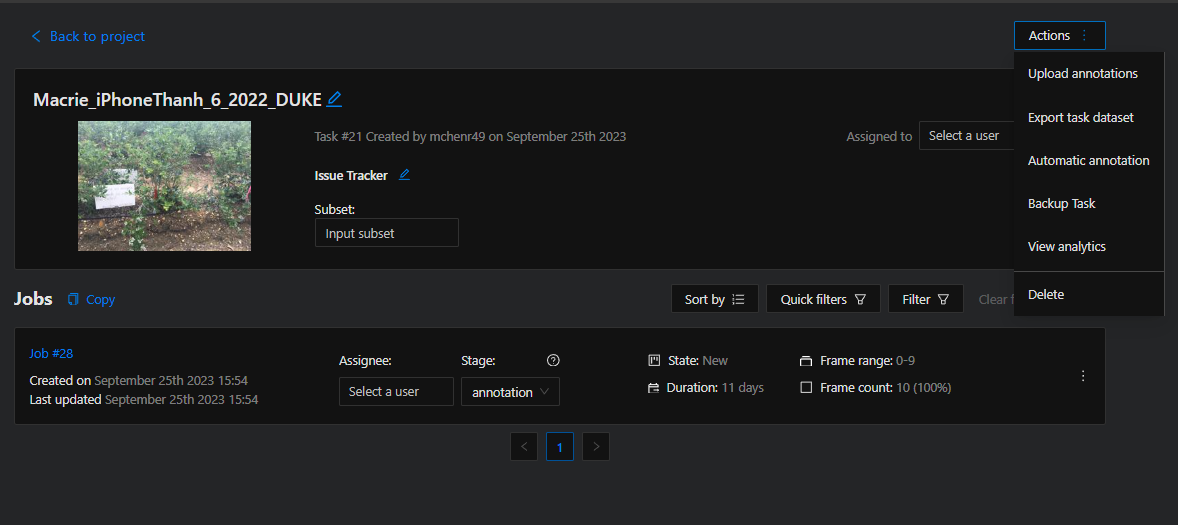 Back to project
Actions
Upload annotations
Export task dataset
Automatic annotation
Backup Task
View analytics
Delete
Macrie_iPhoneThanh_6_2022_DUKE
Task #21 Created by mchenr49 on September 25th 2023
Assigned to
Select a user
Issue Tracker
Subset:
Input subset
Jobs
Copy
Sort by
Quick filters
Filter
Clear
Job #28
Created on September 25th 2023 15:54
Last updated September 25th 2023 15:54
Assignee:
Select a user
Stage:
annotation
State: New
Duration: 11 days
Frame range: 0-9
Frame count: 10 (100%)
<
1
>